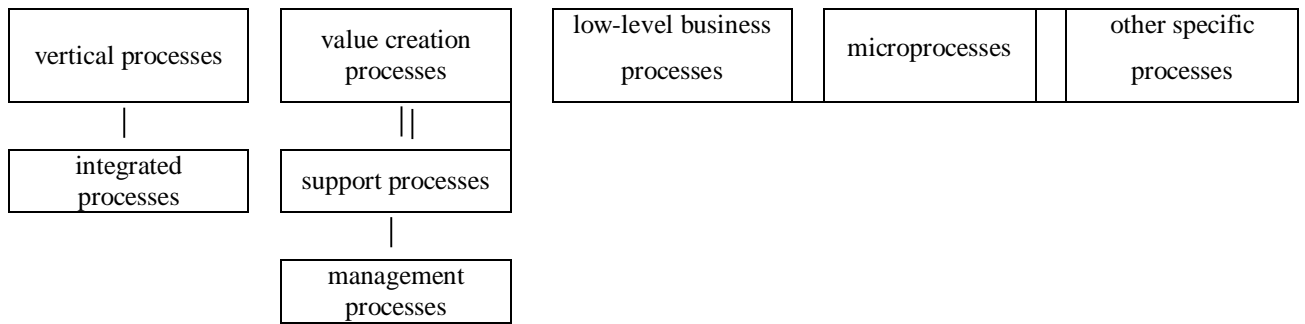 vertical processes
value creation
processes
low-level business
processes
microprocesses
other specific
processes
integrated
processes
support processes
management
processes